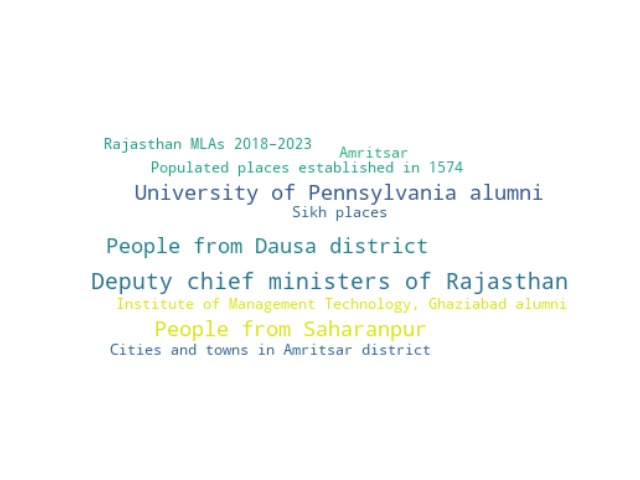 Rajasthan MLAs 2018–2023
Amritsar
Populated places established in 1574
University of Pennsylvania alumni
Sikh places
People from Dausa district
Deputy chief ministers of Rajasthan
Institute of Management Technology, Ghaziabad alumni
People from Saharanpur
Cities and towns in Amritsar district